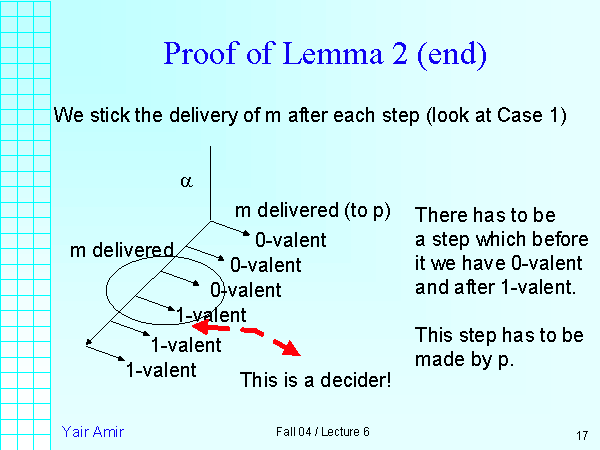 Proof of Lemma 2 (end)
We stick the delivery of m after each step (look at Case 1)
α
m delivered (to p)
m delivered
0-valent
0-valent
0-valent
1-valent
1-valent
1-valent
This is a decider!
There has to be
a step which before
it we have 0-valent
and after 1-valent.
This step has to be
made by p.
Yair Amir
Fall 04 / Lecture 6
17